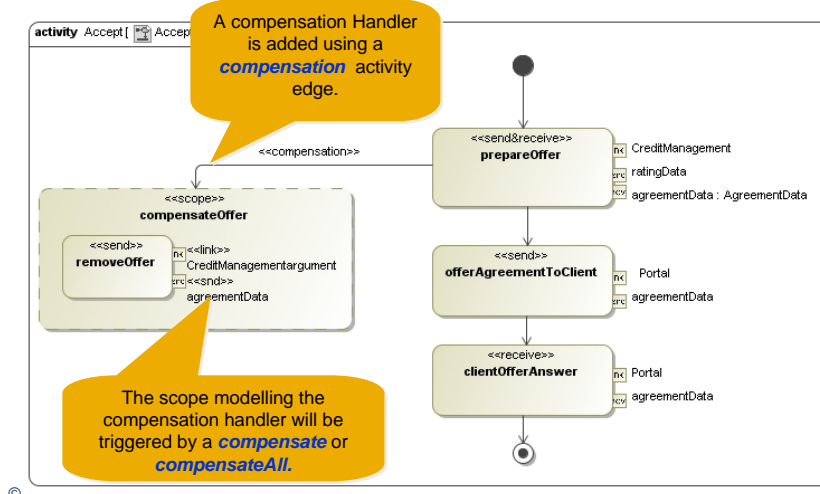 A compensation Handler
is added using a
compensation activity
edge.
activity Accept [ Accept
<<compensation>>
<<send&receive>>
prepareOffer
CreditManagement
ratingData
agreementData : AgreementData
<<scope>>
compensateOffer
<<send>>
removeOffer
<<link>>
CreditManagementargument
<<snd>>
agreementData
<<send>>
offerAgreementToClient
Portal
agreementData
<<receive>>
clientOfferAnswer
Portal
agreementData
The scope modelling the
compensation handler will be
triggered by a compensate or
compensateAll.
©